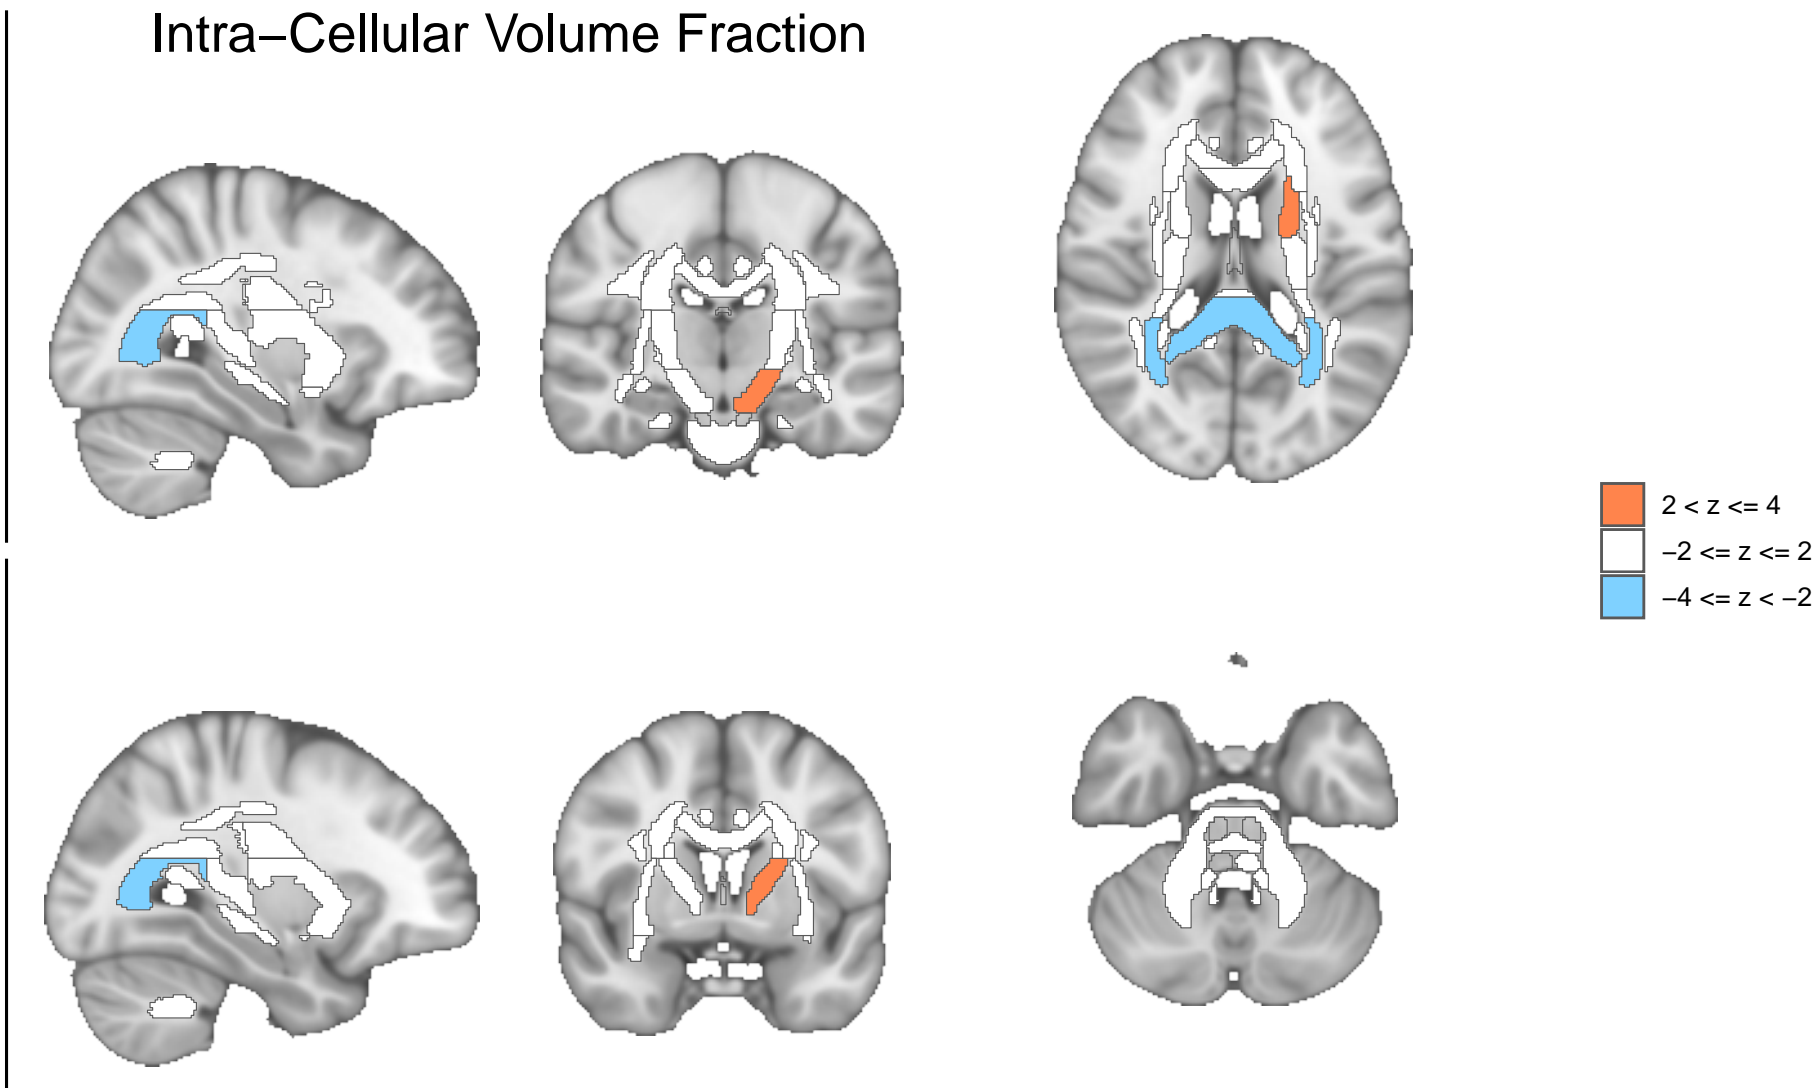 Intra−Cellular Volume Fraction
2 < z <= 4
−2 <= z <= 2
−4 <= z < −2